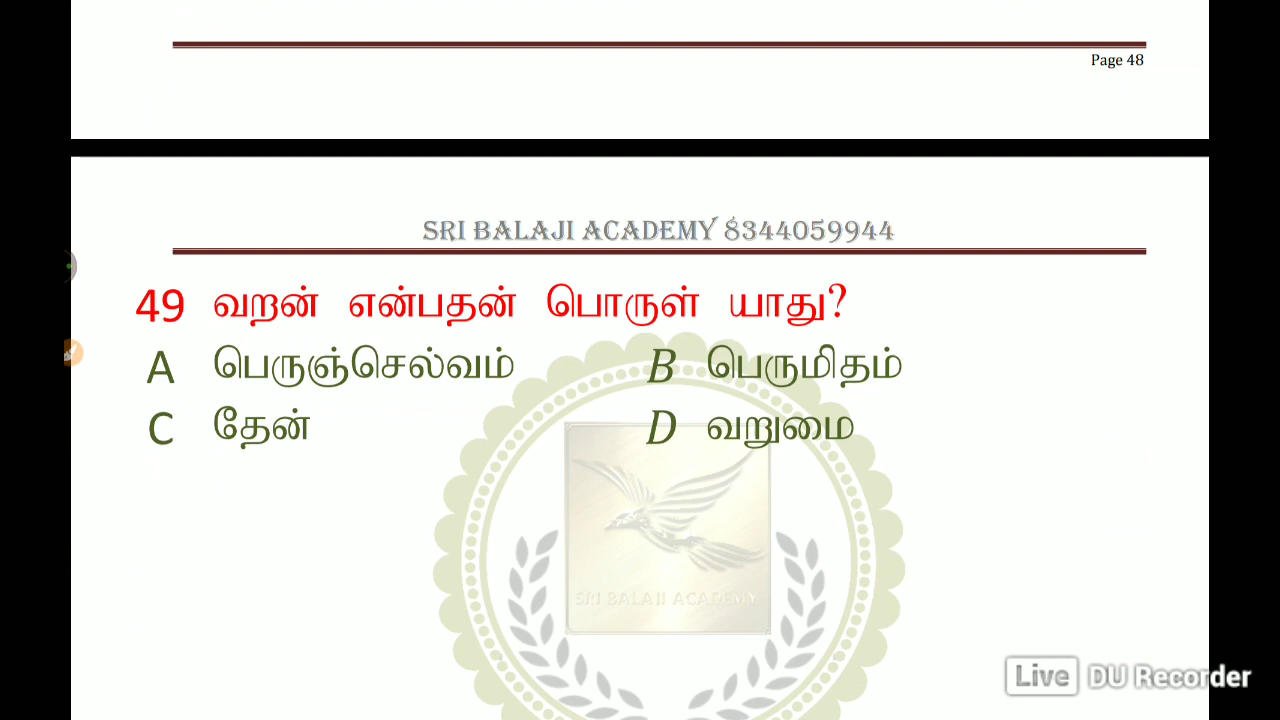 Page 48
SRI BALAJI ACADEMY 8344059944
49 வறன் என்பதன் பொருள் யாது?
A பெருஞ்செல்வம் B பெருமிதம்
C தேன் D வறுமை
SRI BALAJI ACADEMY
Live DU Recorder